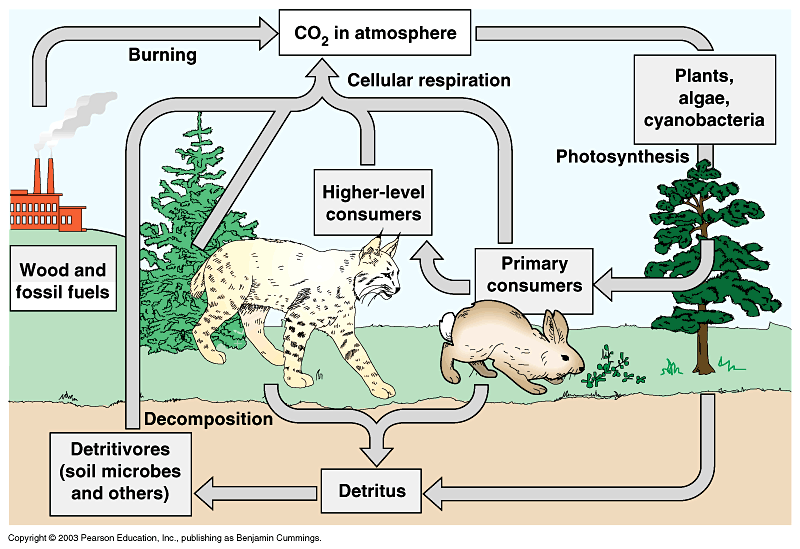 CO2 in atmosphere
Burning
Cellular respiration
Plants,
algae,
cyanobacteria
Photosynthesis
Higher-level
consumers
Wood and
fossil fuels
Primary
consumers
Decomposition
Detritivores
(soil microbes
and others)
Detritus
Copyright © 2003 Pearson Education, Inc., publishing as Benjamin Cummings.